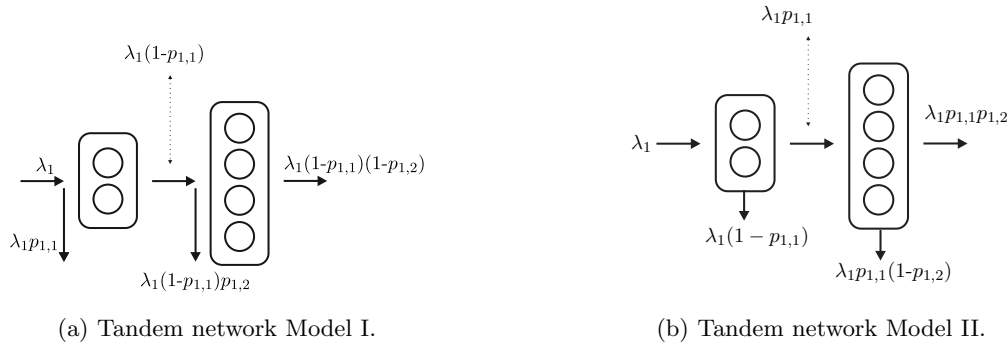 λ₁(1-p₁,₁)
λ₁
λ₁(1-p₁,₁)(1-p₁,₂)
λ₁p₁,₁
λ₁(1-p₁,₁)p₁,₂
(a) Tandem network Model I.
λ₁p₁,₁
λ₁
λ₁p₁,₁p₁,₂
λ₁(1 − p₁,₁)
λ₁p₁,₁(1-p₁,₂)
(b) Tandem network Model II.